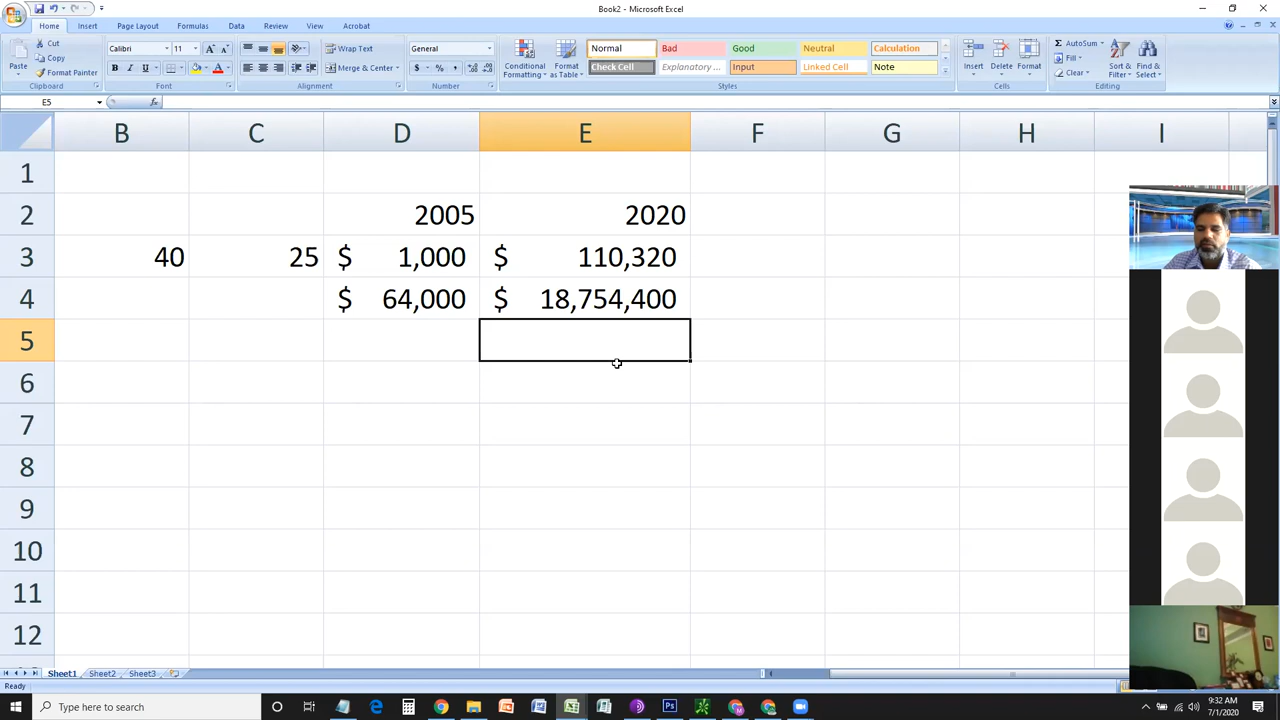 Book2 - Microsoft Excel
Home Insert Page Layout Formulas Data Review View Acrobat
Cut
Copy
Format Painter
Paste
Clipboard
Calibri 11
B I U
Font
Wrap Text
Merge & Center
Alignment
General
$ % ,
Number
Conditional Formatting
Format as Table
Normal Bad Good Neutral Calculation
Check Cell Explanatory ... Input Linked Cell Note
Styles
Insert Delete Format
Cells
AutoSum
Fill
Clear
Sort & Filter
Find & Select
Editing
E5
B C D E F G H I
1
2 2005 2020
3 40 25 $ 1,000 $ 110,320
4 $ 64,000 $ 18,754,400
5
6
7
8
9
10
11
12
Sheet1 Sheet2 Sheet3
Ready
Type here to search
9:32 AM
7/1/2020